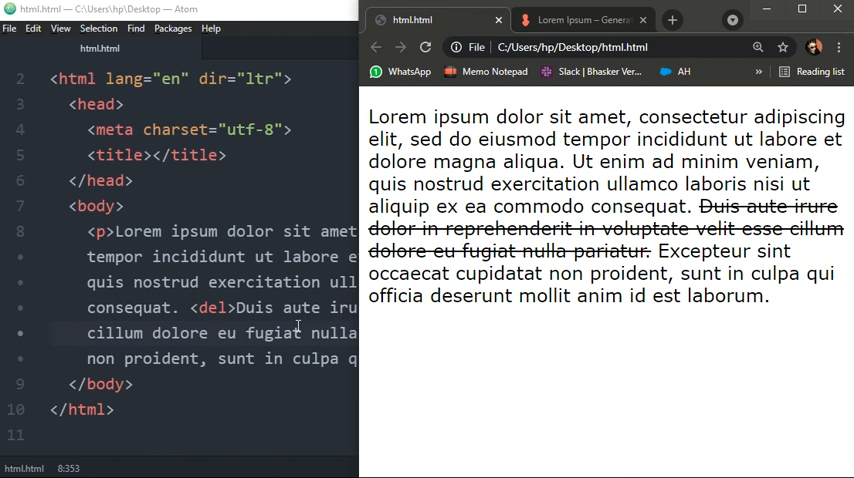 html.html — C:\Users\hp\Desktop — Atom
File Edit View Selection Find Packages Help
html.html
2 <html lang="en" dir="ltr">
3 <head>
4 <meta charset="utf-8">
5 <title></title>
6 </head>
7 <body>
8 <p>Lorem ipsum dolor sit amet
tempor incididunt ut labore e
quis nostrud exercitation ull
consequat. <del>Duis aute iru
cillum dolore eu fugiat nulla
non proident, sunt in culpa q
9 </body>
10 </html>
11
html.html 8:353
html.html
Lorem Ipsum – Genera
File C:/Users/hp/Desktop/html.html
WhatsApp Memo Notepad Slack | Bhasker Ver... AH » Reading list
Lorem ipsum dolor sit amet, consectetur adipiscing
elit, sed do eiusmod tempor incididunt ut labore et
dolore magna aliqua. Ut enim ad minim veniam,
quis nostrud exercitation ullamco laboris nisi ut
aliquip ex ea commodo consequat. Duis aute irure
dolor in reprehenderit in voluptate velit esse cillum
dolore eu fugiat nulla pariatur. Excepteur sint
occaecat cupidatat non proident, sunt in culpa qui
officia deserunt mollit anim id est laborum.